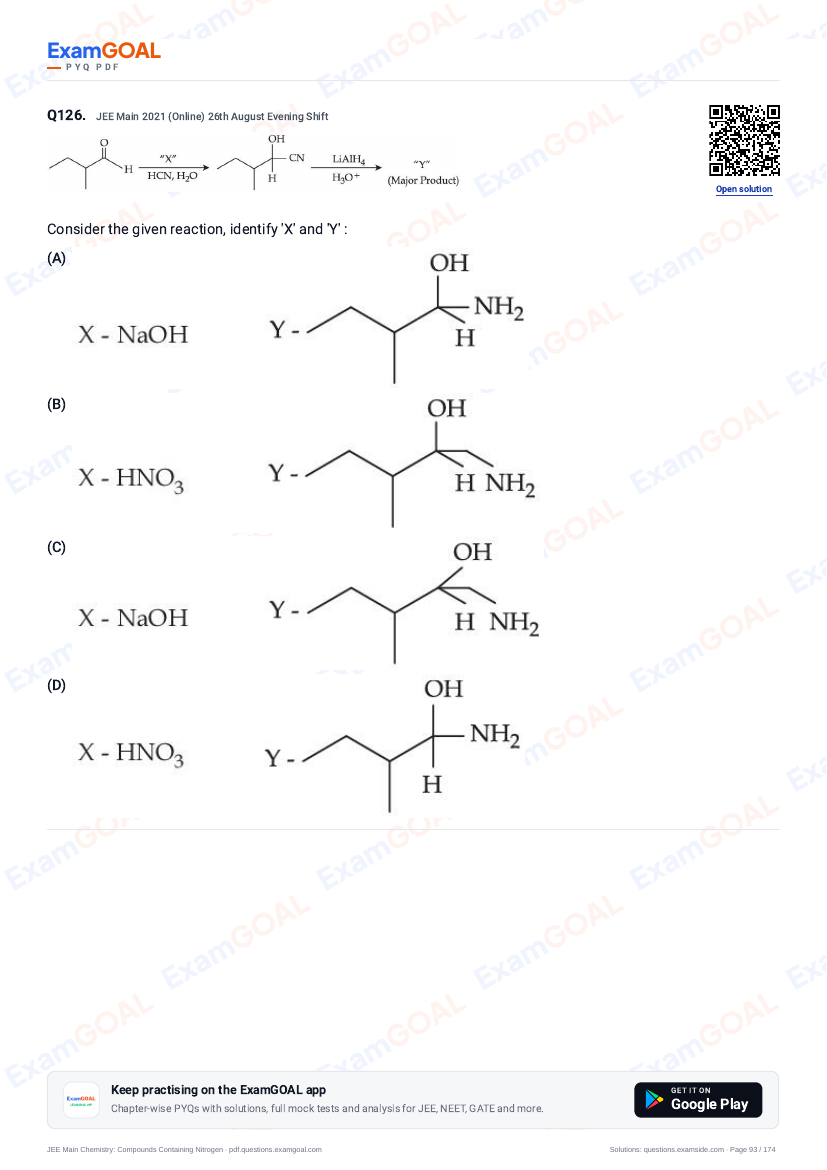 ExamGOAL
PYQ PDF
Q126. JEE Main 2021 (Online) 26th August Evening Shift
Open solution
O
H
"X"
HCN, H₂O
OH
CN
H
LiAlH₄
H₃O⁺
"Y"
(Major Product)
Consider the given reaction, identify 'X' and 'Y' :
(A)
X - NaOH
Y -
OH
NH₂
H
(B)
X - HNO₃
Y -
OH
H NH₂
(C)
X - NaOH
Y -
OH
H NH₂
(D)
X - HNO₃
Y -
OH
NH₂
H
ExamGOAL
Keep practising on the ExamGOAL app
Chapter-wise PYQs with solutions, full mock tests and analysis for JEE, NEET, GATE and more.
GET IT ON
Google Play
JEE Main Chemistry: Compounds Containing Nitrogen · pdf.questions.examgoal.com
Solutions: questions.examside.com · Page 93 / 174